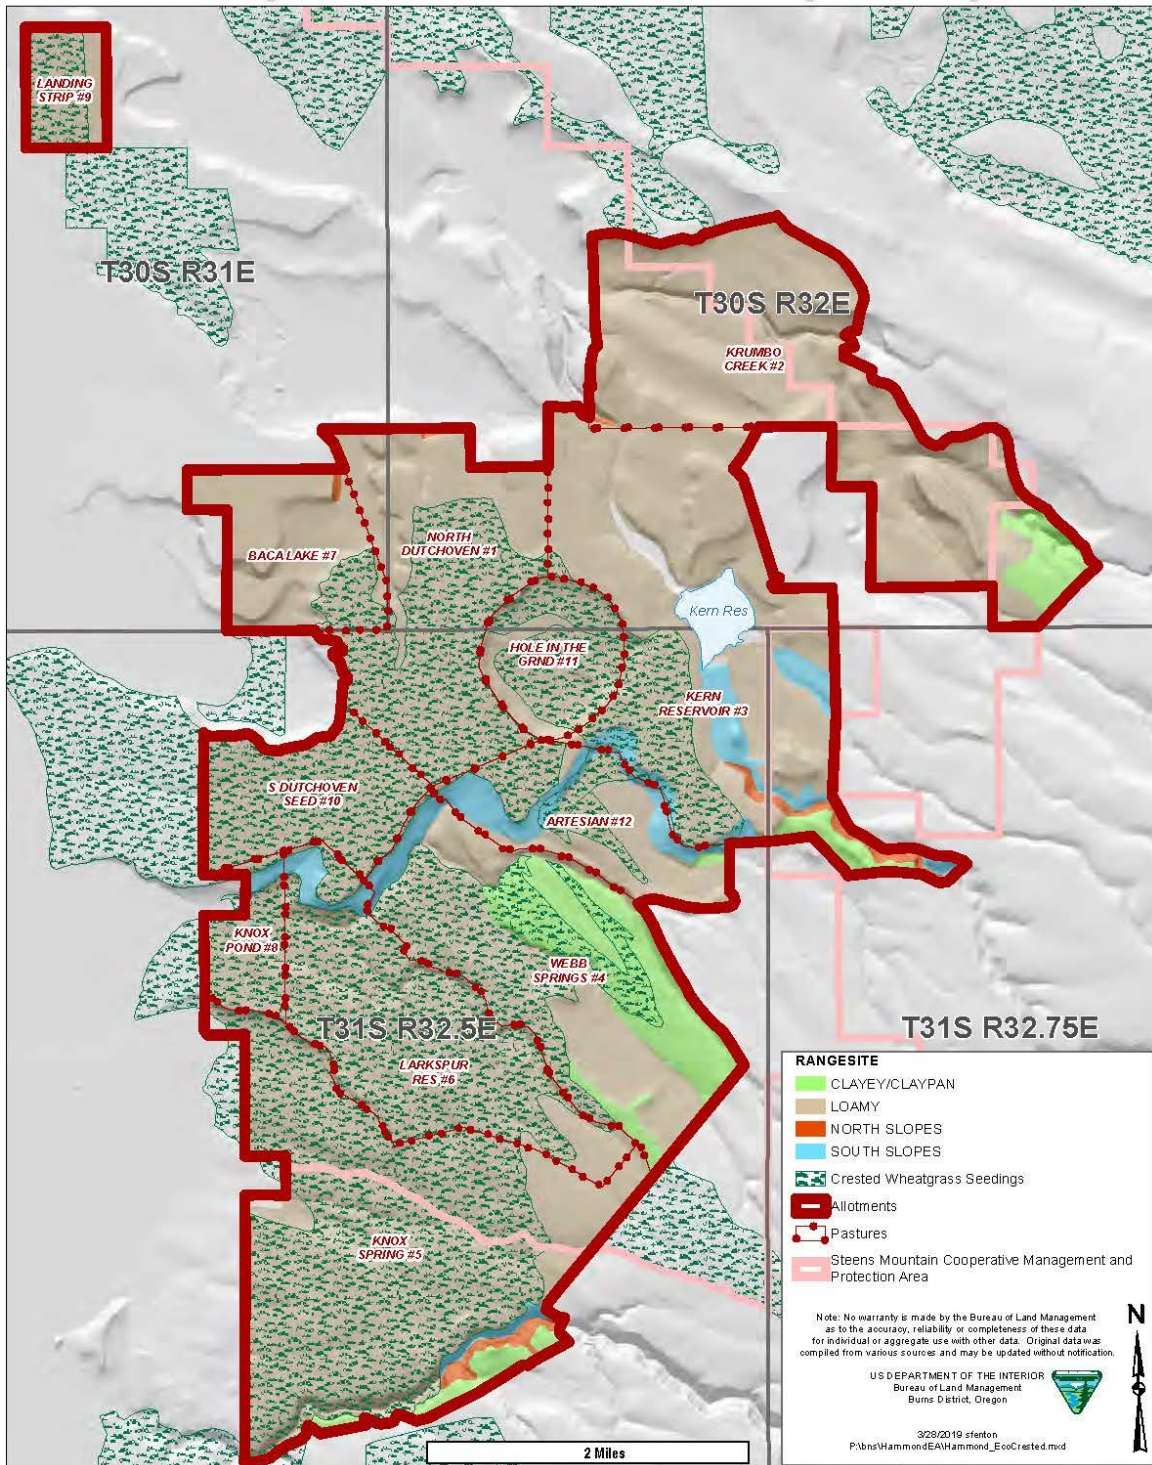 LANDING
STRIP #9
T30S R31E
T30S R32E
KRUMBO
CREEK #2
NORTH
DUTCHOVEN #1
BACA LAKE #7
Kern Res
HOLE IN THE
GRND #11
KERN
RESERVOIR #3
S DUTCHOVEN
SEED #10
ARTESIAN #12
KNOX
POND #8
WEBB
SPRINGS #4
T31S R32.5E
T31S R32.75E
LARKSPUR
RES #6
KNOX
SPRING #5
RANGESITE
CLAYEY/CLAYPAN
LOAMY
NORTH SLOPES
SOUTH SLOPES
Crested Wheatgrass Seedings
Allotments
Pastures
Steens Mountain Cooperative Management and
Protection Area
Note: No warranty is made by the Bureau of Land Management
as to the accuracy, reliability or completeness of these data
for individual or aggregate use with other data. Original data was
compiled from various sources and may be updated without notification.
US DEPARTMENT OF THE INTERIOR
Bureau of Land Management
Burns District, Oregon
N
3/28/2019 sfenton
P:\bns\HammondEA\Hammond_EcoCrested.mxd
2 Miles